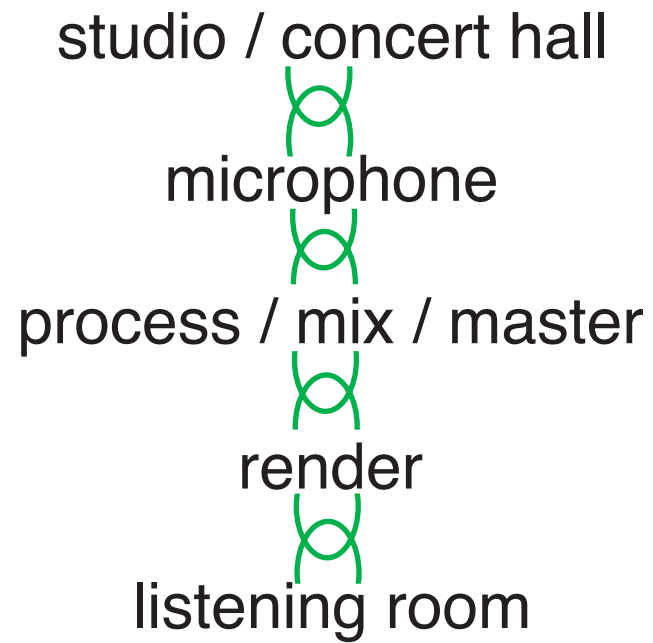 studio / concert hall
microphone
process / mix / master
render
listening room